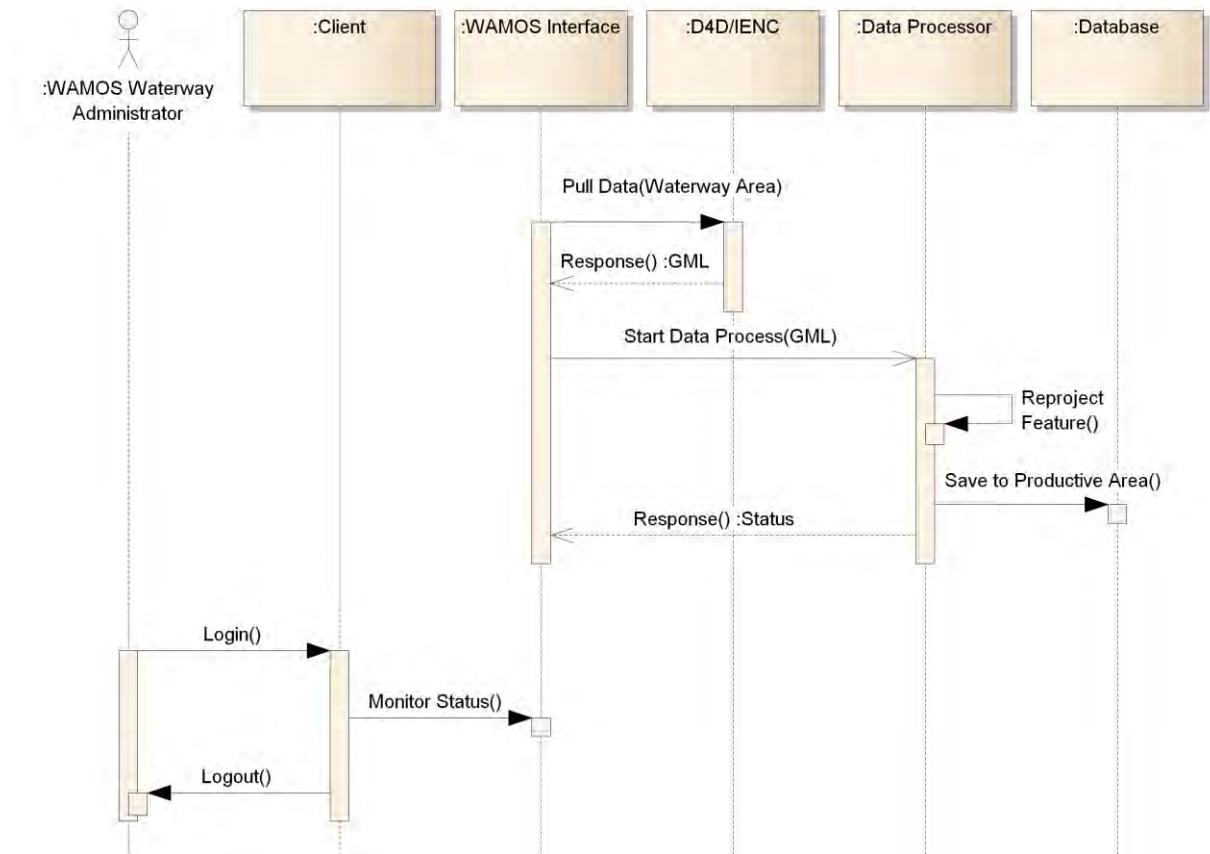 :WAMOS Waterway
Administrator
:Client
:WAMOS Interface
:D4D/IENC
:Data Processor
:Database
Pull Data(Waterway Area)
Response() :GML
Start Data Process(GML)
Reproject
Feature()
Save to Productive Area()
Response() :Status
Login()
Monitor Status()
Logout()